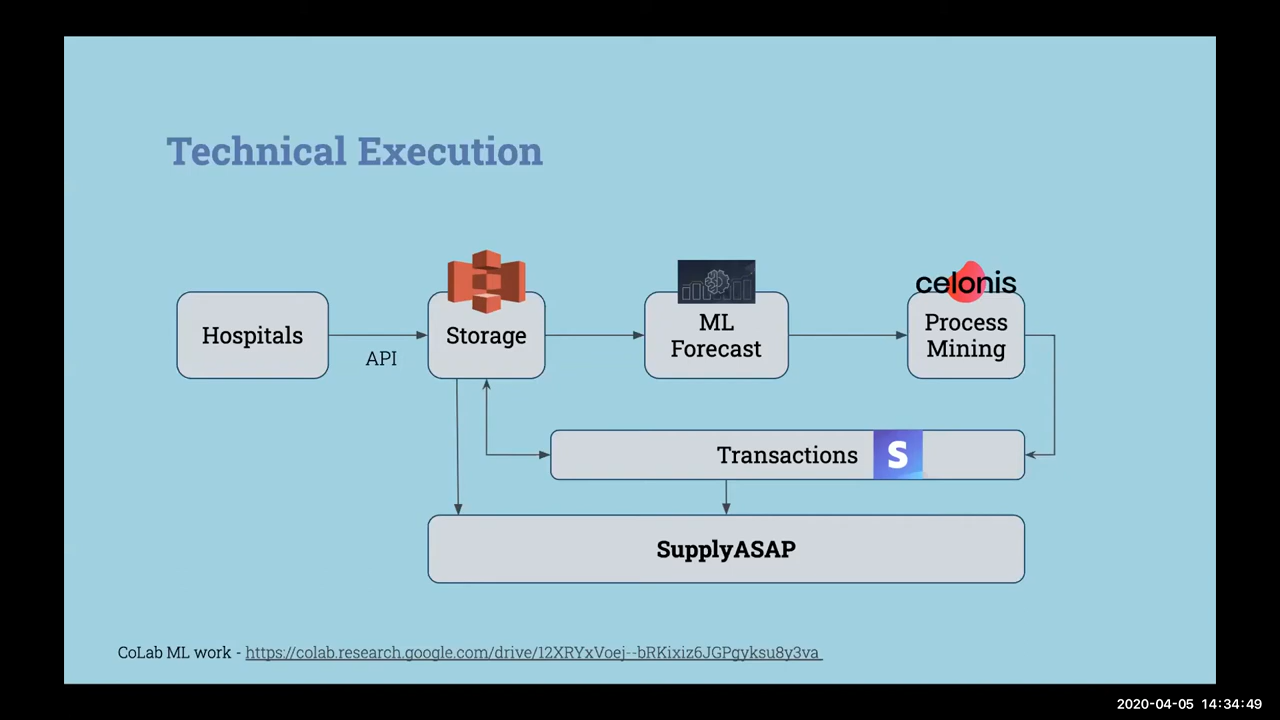 Technical Execution
celonis
Hospitals
API
Storage
ML
Forecast
Process
Mining
Transactions
S
SupplyASAP
CoLab ML work - https://colab.research.google.com/drive/12XRYxVoej--bRKixiz6JGPgyksu8y3va
2020-04-05 14:34:49